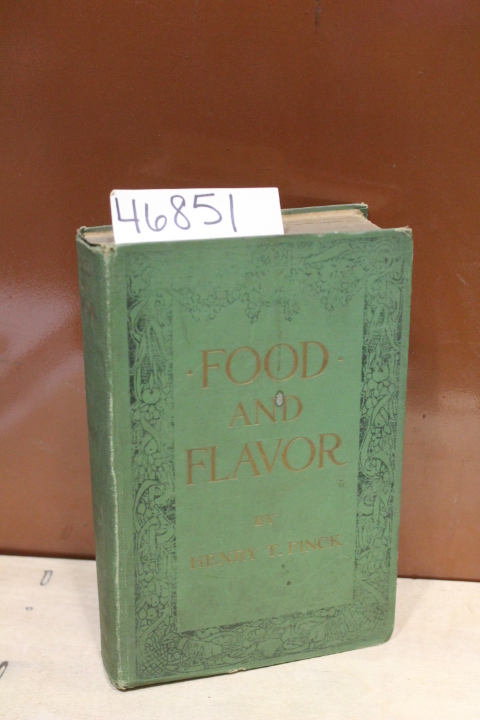 46851
· FOOD ·
AND
FLAVOR
BY
HENRY T. FINCK